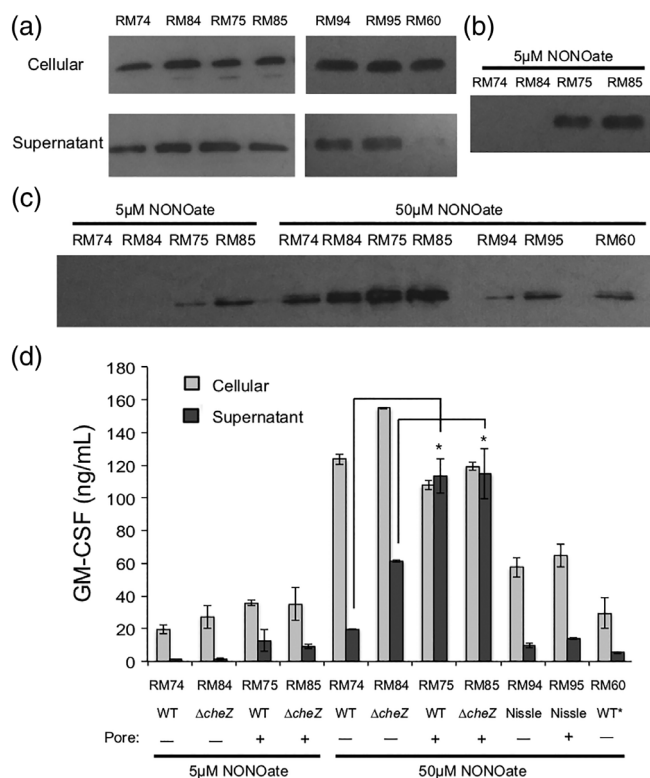 (a)
RM74 RM84 RM75 RM85 RM94 RM95 RM60
Cellular
Supernatant
(b)
5µM NONOate
RM74 RM84 RM75 RM85
(c)
5µM NONOate 50µM NONOate
RM74 RM84 RM75 RM85 RM74 RM84 RM75 RM85 RM94 RM95 RM60
(d)
GM-CSF (ng/mL)
180
160
140
120
100
80
60
40
20
0
Cellular
Supernatant
* *
RM74 RM84 RM75 RM85 RM74 RM84 RM75 RM85 RM94 RM95 RM60
WT ΔcheZ WT ΔcheZ WT ΔcheZ WT ΔcheZ Nissle Nissle WT*
Pore: — — + + — — + + — + —
5µM NONOate 50µM NONOate